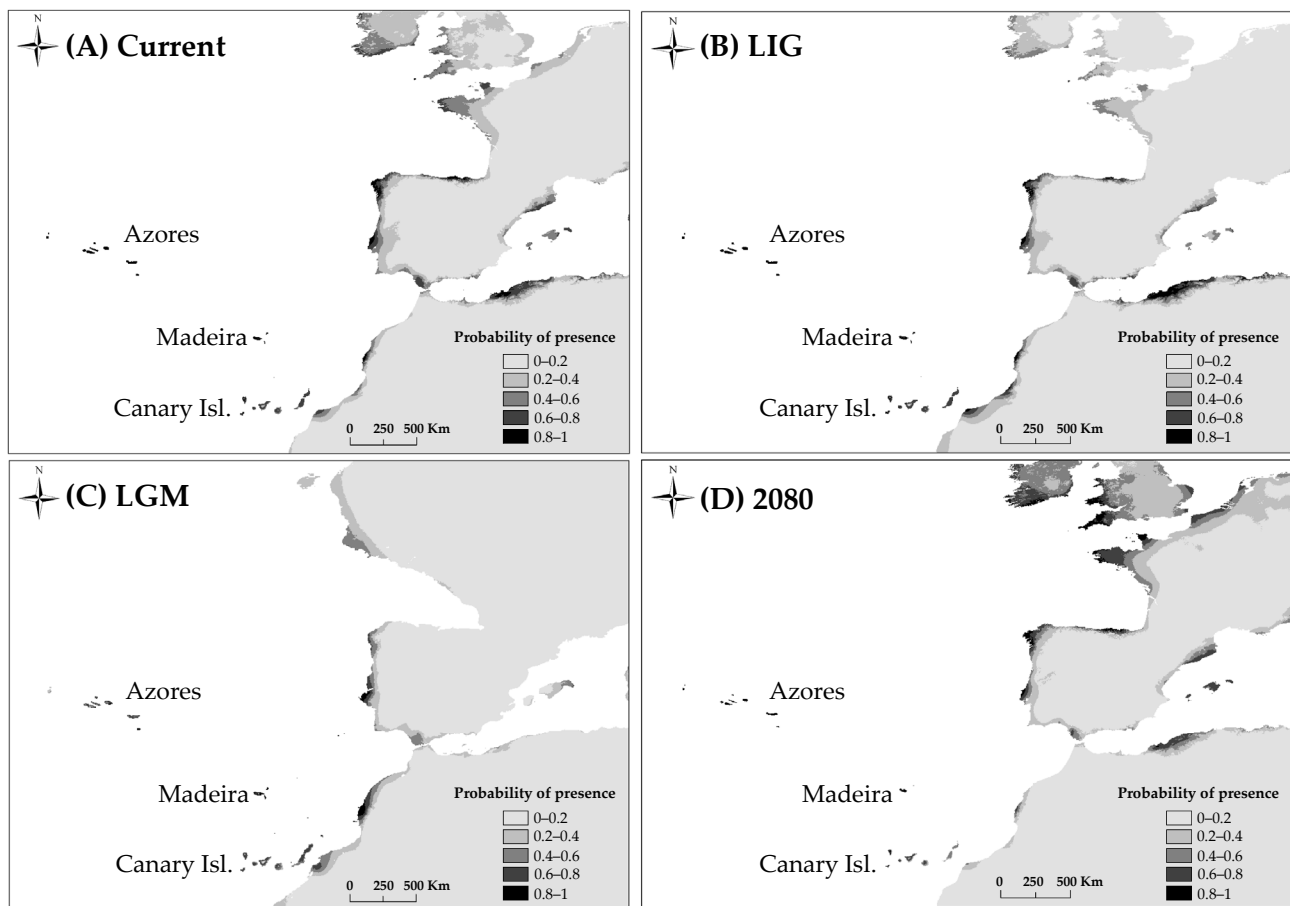 N
(A) Current
Azores
Madeira
Canary Isl.
Probability of presence
0–0.2
0.2–0.4
0.4–0.6
0.6–0.8
0.8–1
0 250 500 Km
N
(B) LIG
Azores
Madeira
Canary Isl.
Probability of presence
0–0.2
0.2–0.4
0.4–0.6
0.6–0.8
0.8–1
0 250 500 Km
N
(C) LGM
Azores
Madeira
Canary Isl.
Probability of presence
0–0.2
0.2–0.4
0.4–0.6
0.6–0.8
0.8–1
0 250 500 Km
N
(D) 2080
Azores
Madeira
Canary Isl.
Probability of presence
0–0.2
0.2–0.4
0.4–0.6
0.6–0.8
0.8–1
0 250 500 Km